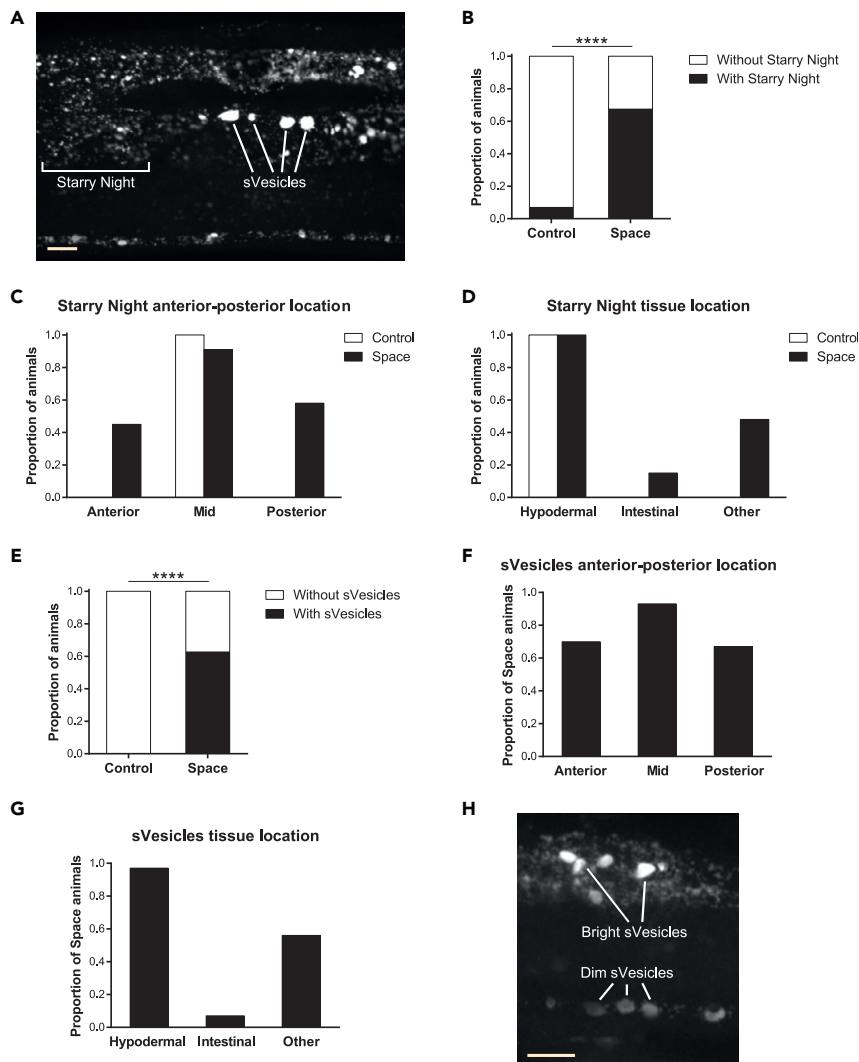 A
Starry Night
sVesicles
B
****
Proportion of animals
1.0
0.8
0.6
0.4
0.2
0.0
Control
Space
Without Starry Night
With Starry Night
C
Starry Night anterior-posterior location
Proportion of animals
1.0
0.8
0.6
0.4
0.2
0.0
Anterior
Mid
Posterior
Control
Space
D
Starry Night tissue location
Proportion of animals
1.0
0.8
0.6
0.4
0.2
0.0
Hypodermal
Intestinal
Other
Control
Space
E
****
Proportion of animals
1.0
0.8
0.6
0.4
0.2
0.0
Control
Space
Without sVesicles
With sVesicles
F
sVesicles anterior-posterior location
Proportion of Space animals
1.0
0.8
0.6
0.4
0.2
0.0
Anterior
Mid
Posterior
G
sVesicles tissue location
Proportion of Space animals
1.0
0.8
0.6
0.4
0.2
0.0
Hypodermal
Intestinal
Other
H
Bright sVesicles
Dim sVesicles